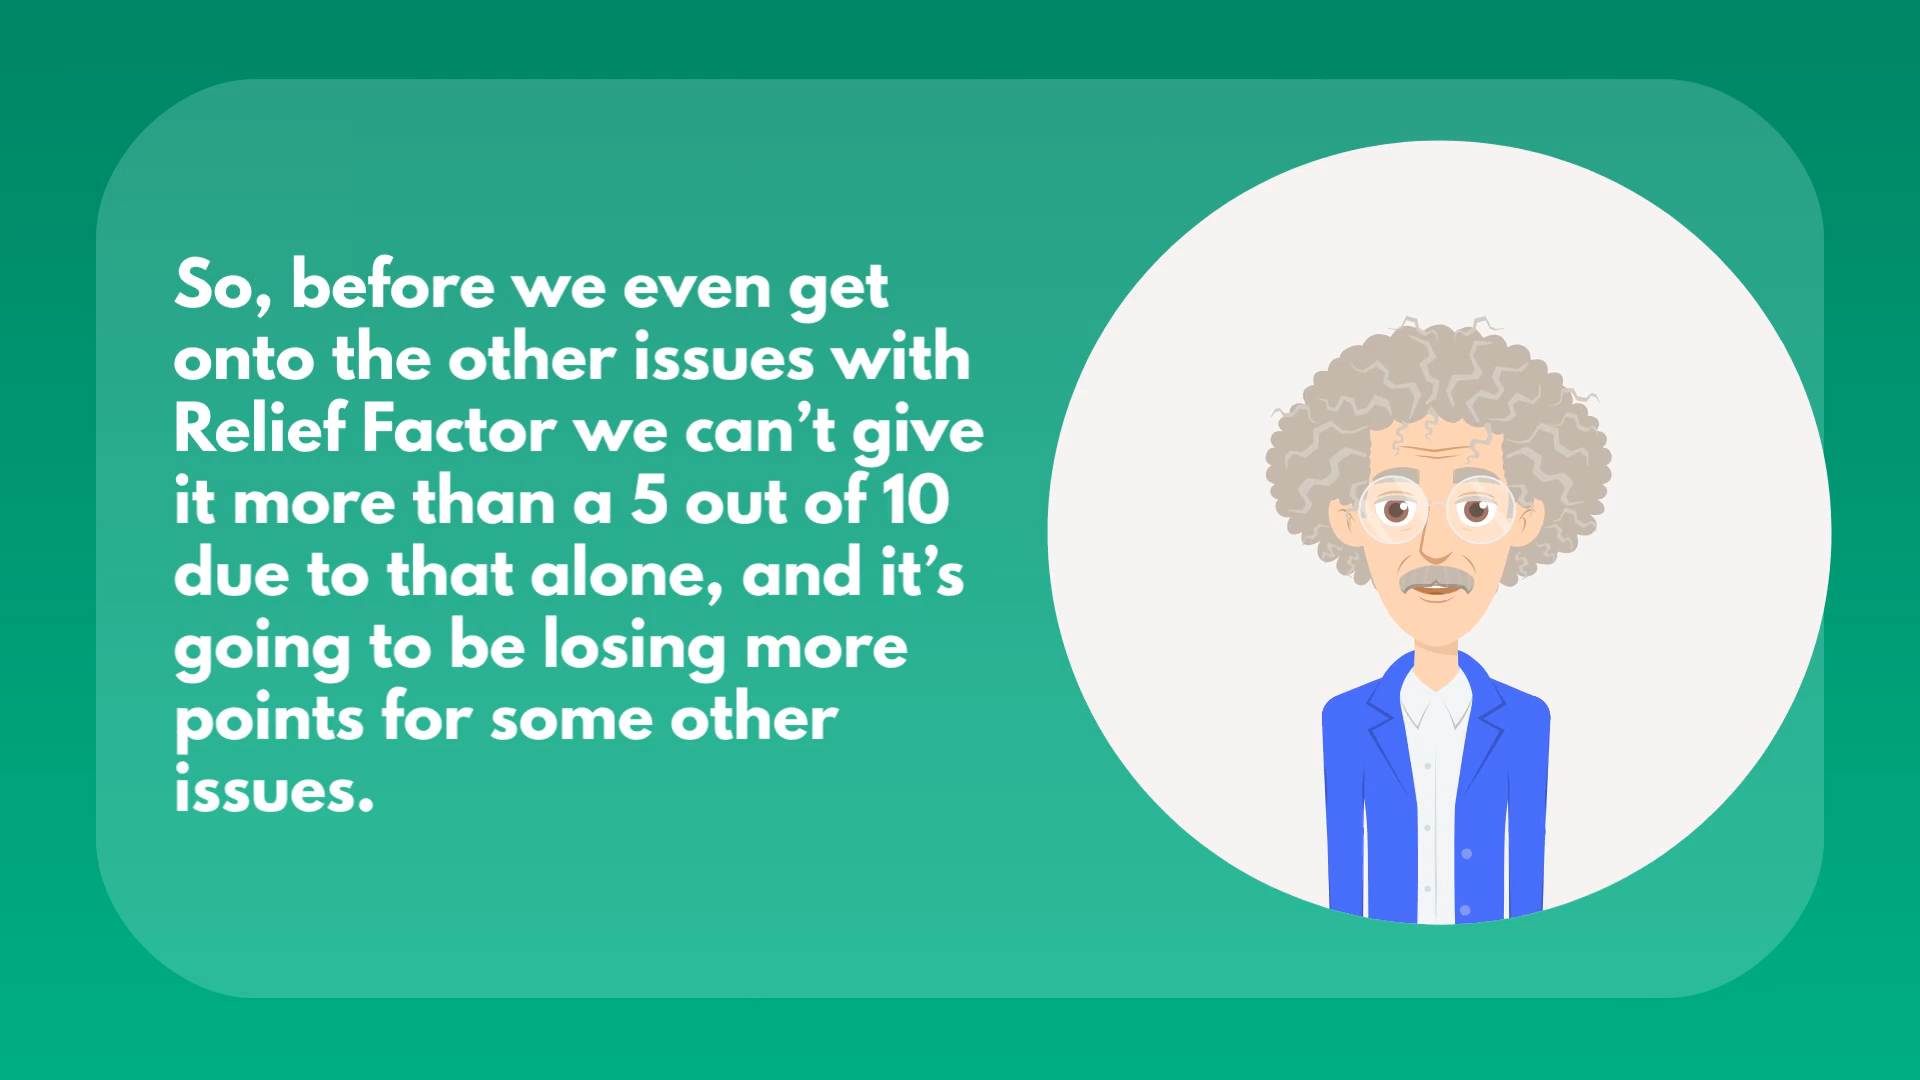 So, before we even get
onto the other issues with
Relief Factor we can’t give
it more than a 5 out of 10
due to that alone, and it’s
going to be losing more
points for some other
issues.